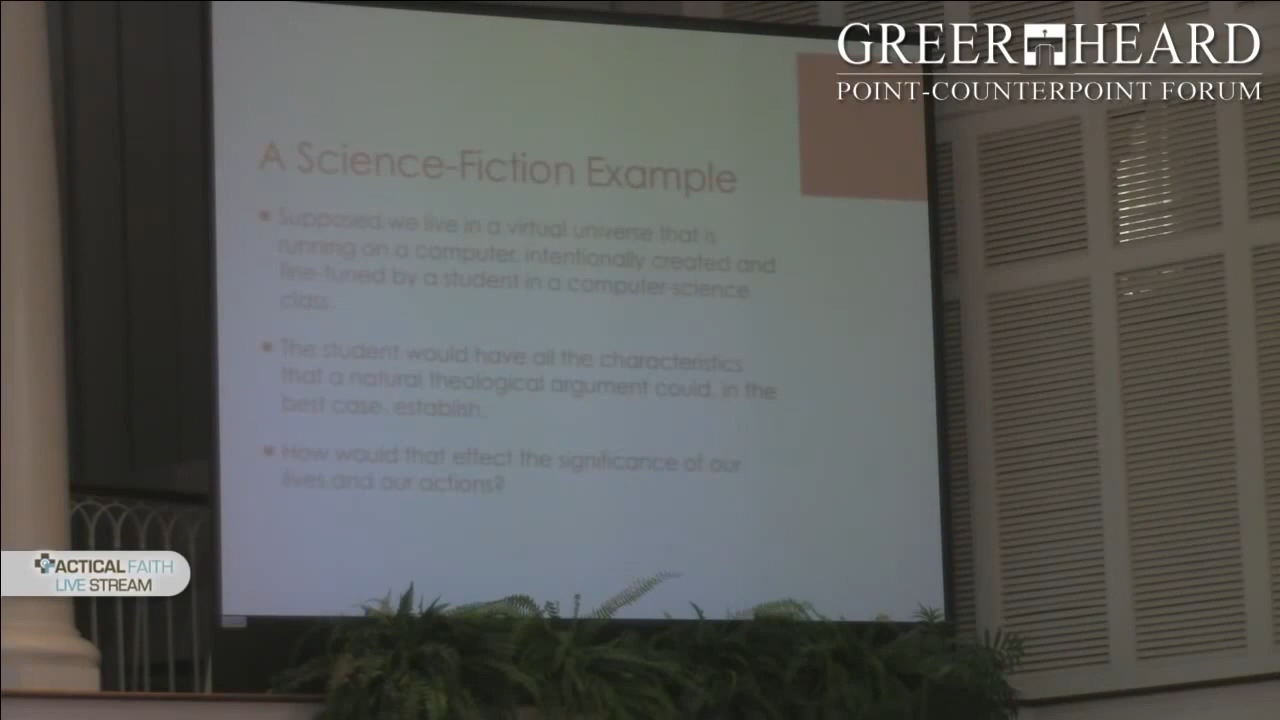 GREER HEARD
POINT-COUNTERPOINT FORUM
A Science-Fiction Example
Supposed we live in a virtual universe that is
running on a computer, intentionally created and
fine-tuned by a student in a computer-science
class.
The student would have all the characteristics
that a natural theological argument could, in the
best case, establish.
How would that effect the significance of our
lives and our actions?
TACTICAL FAITH
LIVE STREAM